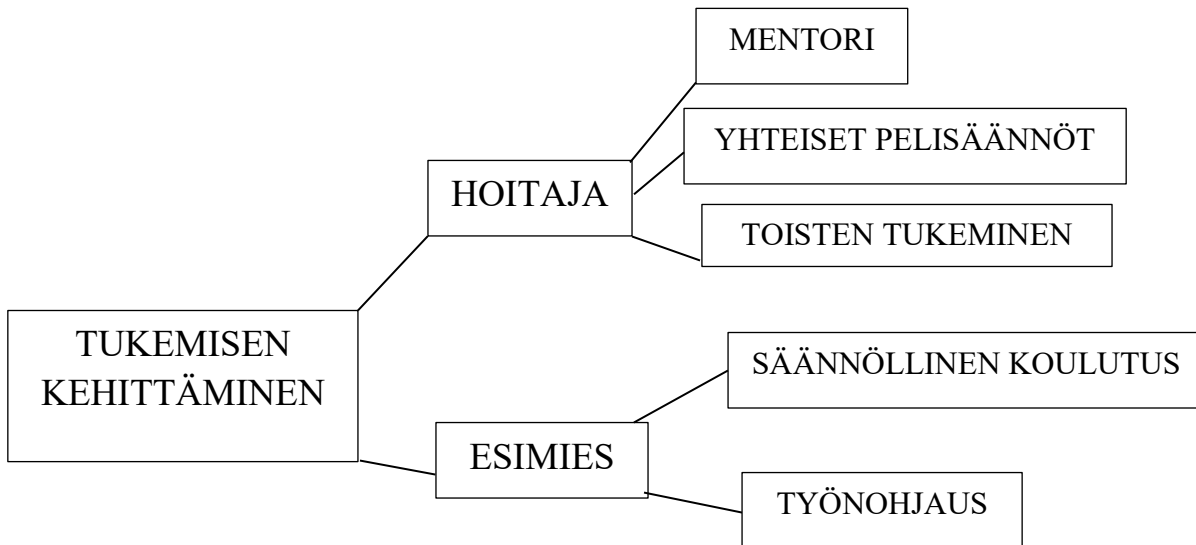 MENTORI
YHTEISET PELISÄÄNNÖT
HOITAJA
TOISTEN TUKEMINEN
TUKEMISEN
KEHITTÄMINEN
SÄÄNNÖLLINEN KOULUTUS
ESIMIES
TYÖNOHJAUS